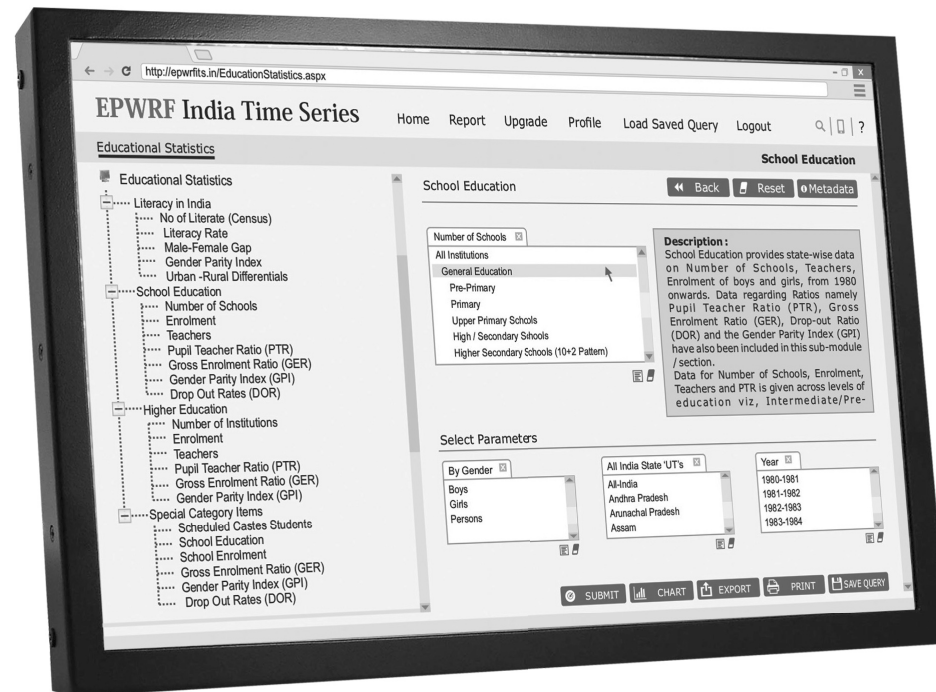 http://epwrfits.in/EducationStatistics.aspx
EPWRF India Time Series
Home Report Upgrade Profile Load Saved Query Logout ?
Educational Statistics
School Education
Educational Statistics
Literacy in India
No of Literate (Census)
Literacy Rate
Male-Female Gap
Gender Parity Index
Urban -Rural Differentials
School Education
Number of Schools
Enrolment
Teachers
Pupil Teacher Ratio (PTR)
Gross Enrolment Ratio (GER)
Gender Parity Index (GPI)
Drop Out Rates (DOR)
Higher Education
Number of Institutions
Enrolment
Teachers
Pupil Teacher Ratio (PTR)
Gross Enrolment Ratio (GER)
Gender Parity Index (GPI)
Special Category Items
Scheduled Castes Students
School Education
School Enrolment
Gross Enrolment Ratio (GER)
Gender Parity Index (GPI)
Drop Out Rates (DOR)
School Education
Back Reset Metadata
Number of Schools
All Institutions
General Education
Pre-Primary
Primary
Upper Primary Schools
High / Secondary Schools
Higher Secondary Schools (10+2 Pattern)
Description :
School Education provides state-wise data
on Number of Schools, Teachers,
Enrolment of boys and girls, from 1980
onwards. Data regarding Ratios namely
Pupil Teacher Ratio (PTR), Gross
Enrolment Ratio (GER), Drop-out Ratio
(DOR) and the Gender Parity Index (GPI)
have also been included in this sub-module
/ section.
Data for Number of Schools, Enrolment,
Teachers and PTR is given across levels of
education viz, Intermediate/Pre-
Select Parameters
By Gender
Boys
Girls
Persons
All India State 'UT's
All-India
Andhra Pradesh
Arunachal Pradesh
Assam
Year
1980-1981
1981-1982
1982-1983
1983-1984
SUBMIT CHART EXPORT PRINT SAVE QUERY